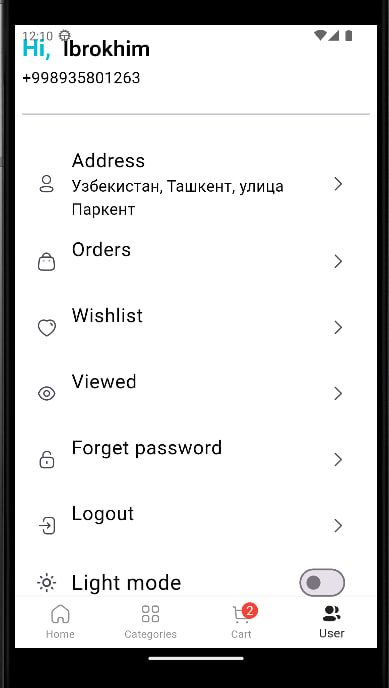 12:10
Hi, Ibrokhim
+998935801263
Address
Узбекистан, Ташкент, улица
Паркент
Orders
Wishlist
Viewed
Forget password
Logout
Light mode
2
Home Categories Cart User